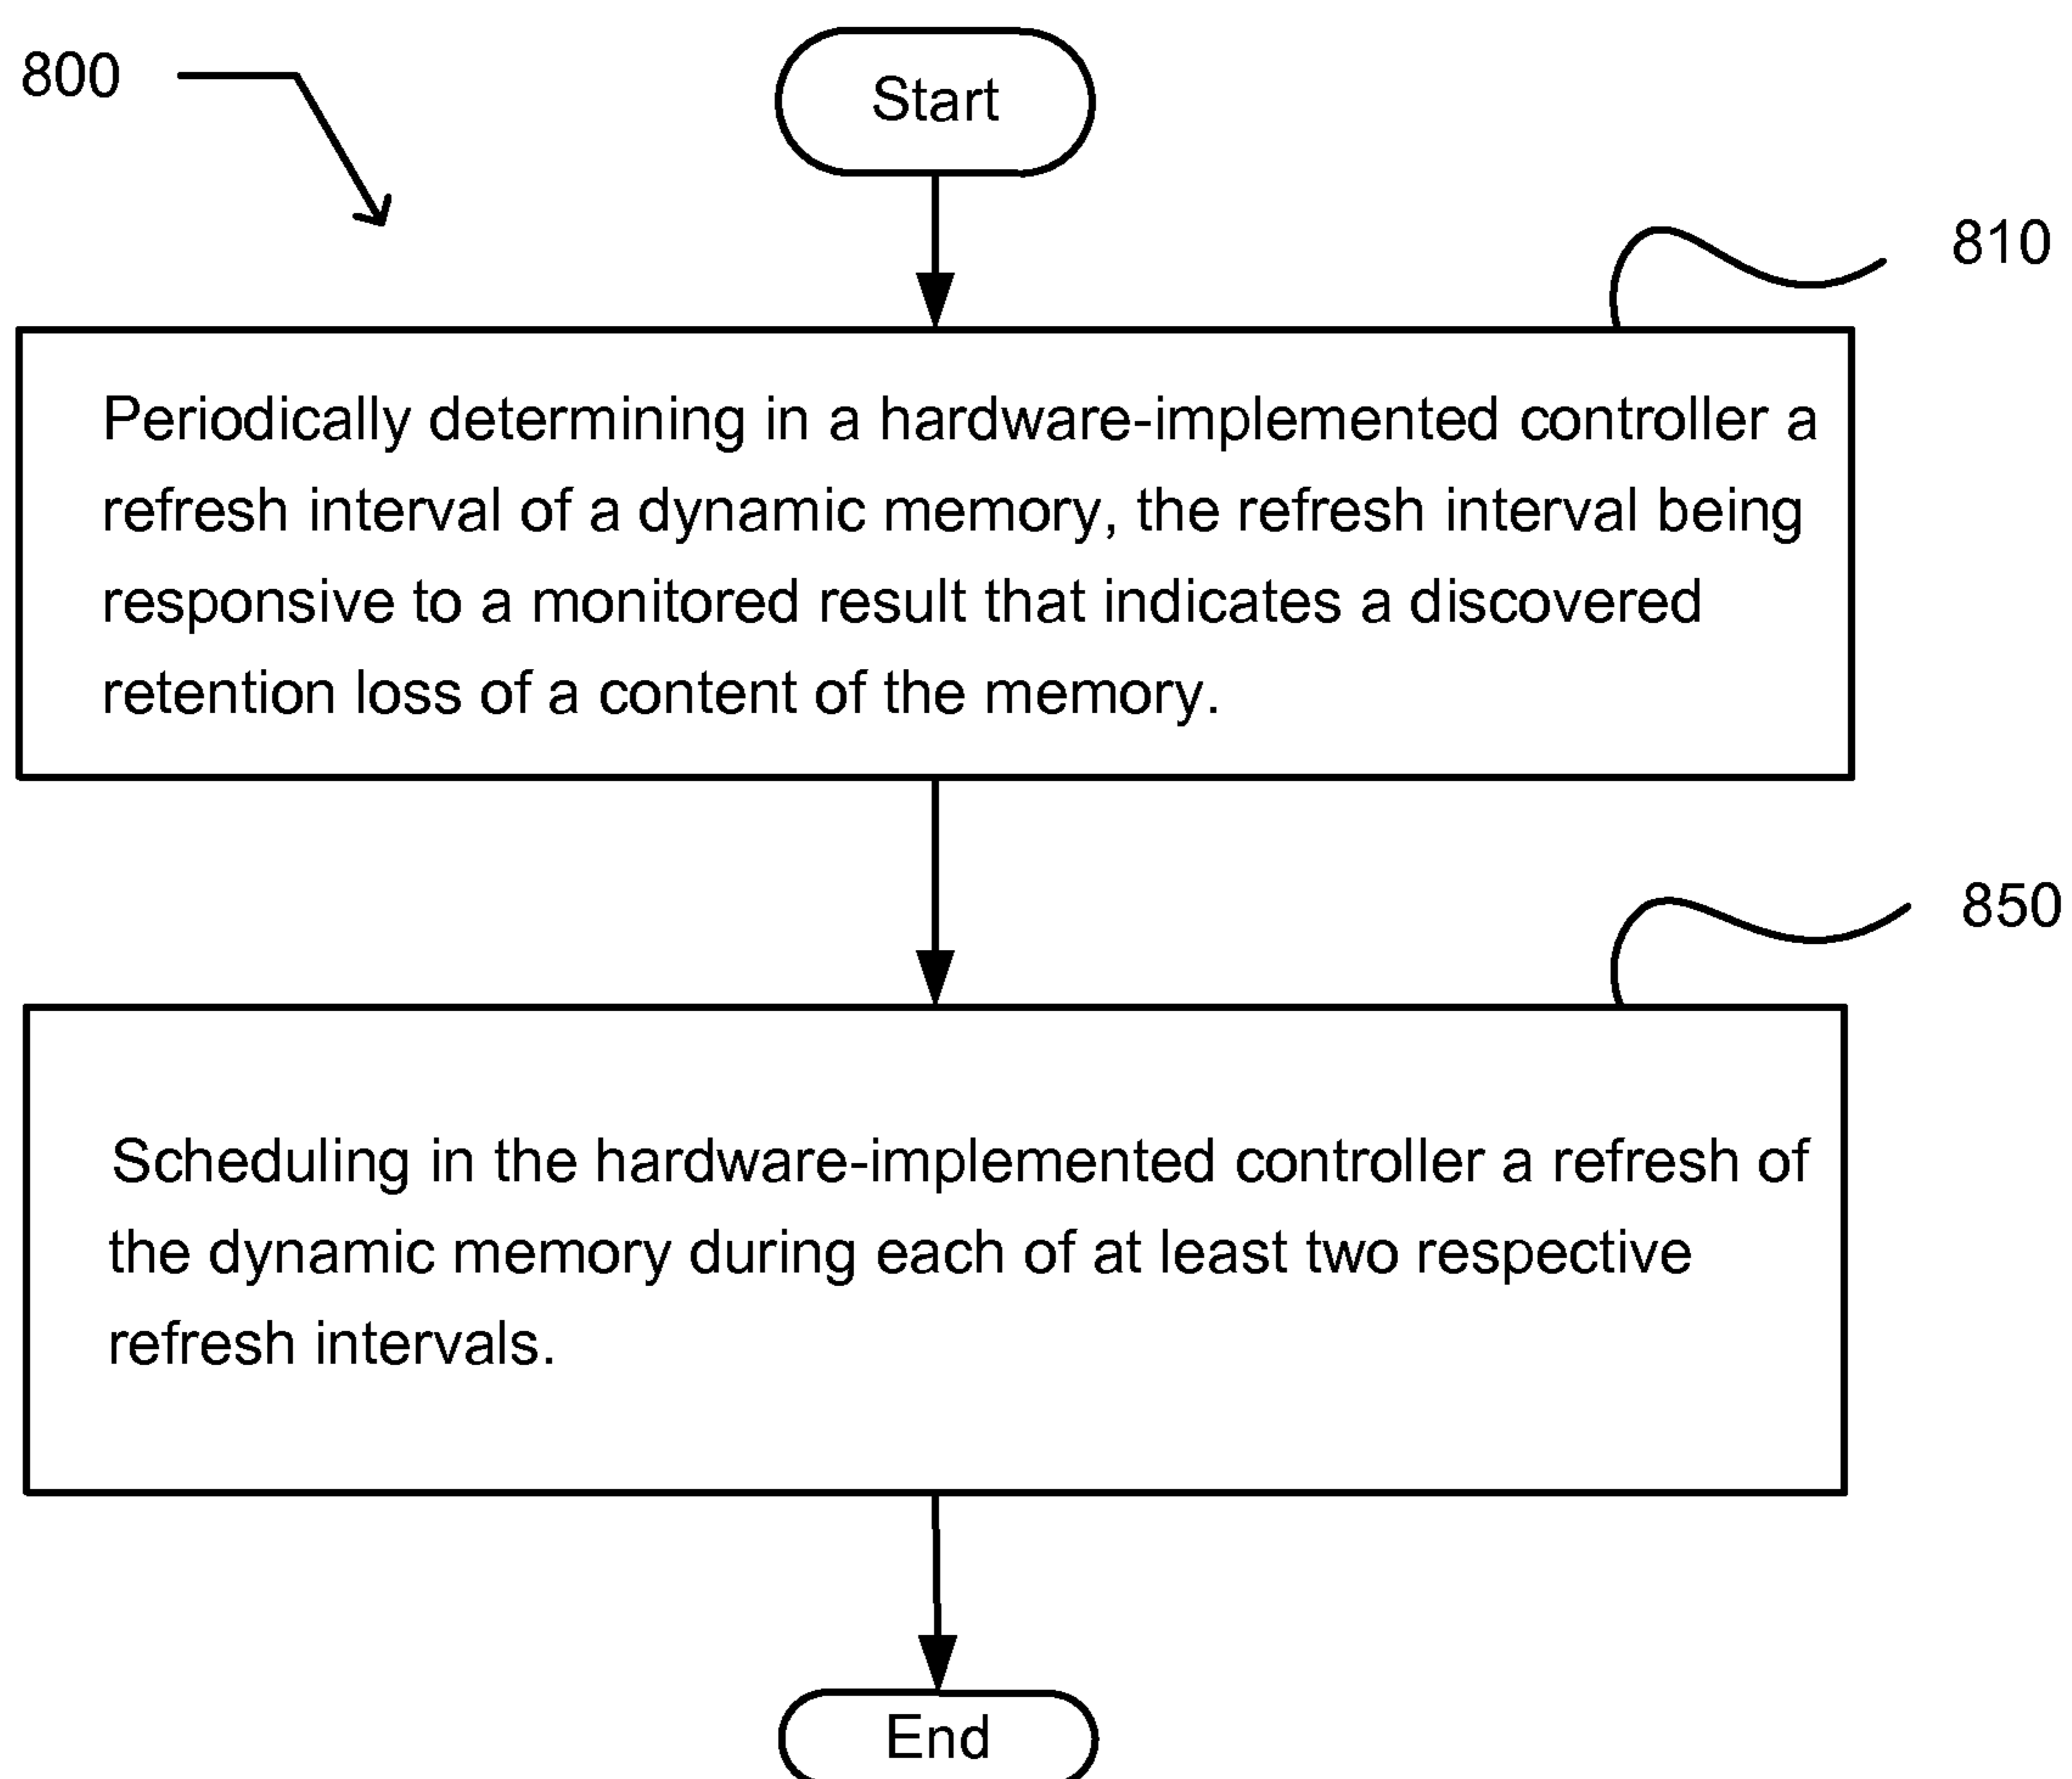 800
Start
810
Periodically determining in a hardware-implemented controller a
refresh interval of a dynamic memory, the refresh interval being
responsive to a monitored result that indicates a discovered
retention loss of a content of the memory.
850
Scheduling in the hardware-implemented controller a refresh of
the dynamic memory during each of at least two respective
refresh intervals.
End